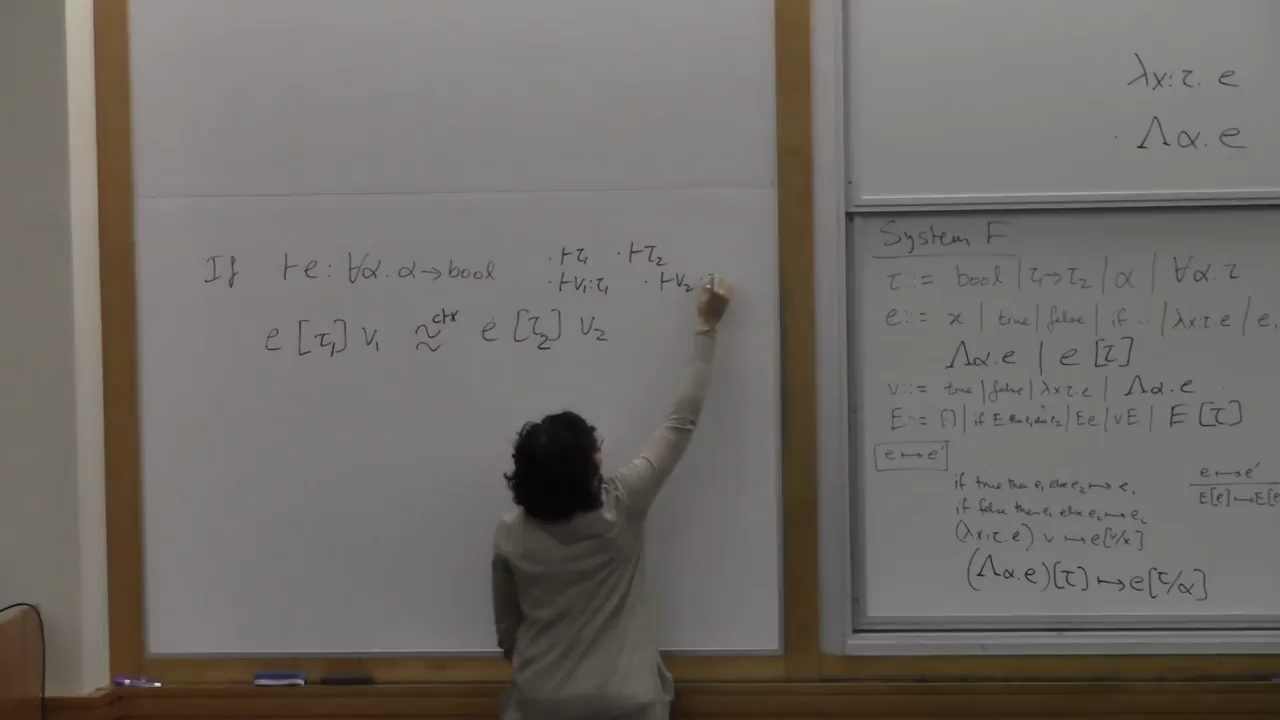 If ⊢e : ∀α. α→bool
·⊢τ₁ ·⊢τ₂
·⊢v₁:τ₁ ·⊢v₂:
e [τ₁] v₁ ≈ctx e [τ₂] v₂
λx:τ. e
· Λα. e
System F
τ ::= bool | τ₁→τ₂ | α | ∀α. τ
e ::= x | true | false | if .. | λx:τ. e | e,
Λα.e | e [τ]
v ::= true | false | λx:τ. e | Λα. e
E ::= [] | if E then e₁ else e₂ | E e | v E | E [τ]
e ↦ e'
if true then e₁ else e₂ ↦ e₁
if false then e₁ else e₂ ↦ e₂
(λx:τ. e) v ↦ e[v/x]
(Λα.e)[τ] ↦ e[τ/α]
e ↦ e'
E[e] ↦ E[e